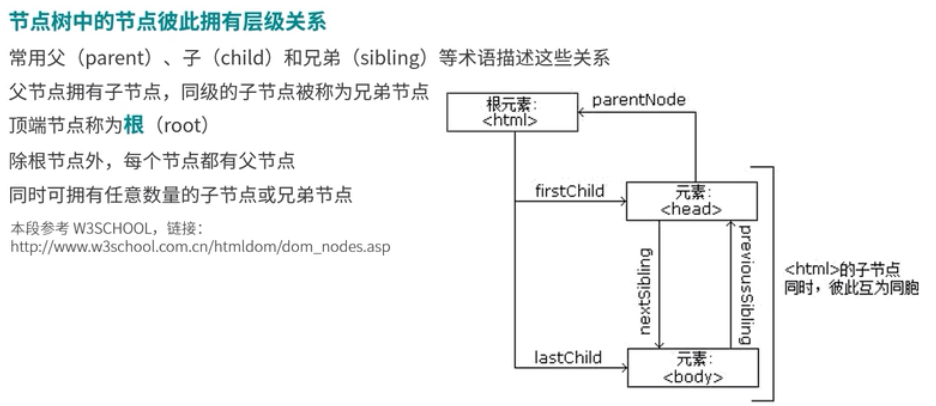 节点树中的节点彼此拥有层级关系
常用父（parent）、子（child）和兄弟（sibling）等术语描述这些关系
父节点拥有子节点，同级的子节点被称为兄弟节点
顶端节点称为根（root）
除根节点外，每个节点都有父节点
同时可拥有任意数量的子节点或兄弟节点
本段参考 W3SCHOOL，链接：
http://www.w3school.com.cn/htmldom/dom_nodes.asp
根元素:
<html>
parentNode
firstChild
元素:
<head>
nextSibling
previousSibling
<html>的子节点
同时，彼此互为同胞
lastChild
元素:
<body>